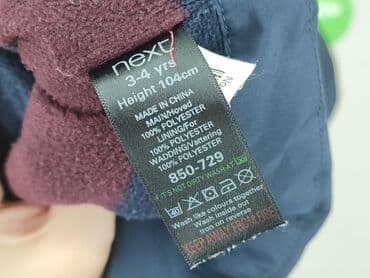 next
3-4 yrs
Height 104cm
MADE IN CHINA
MAIN/Hoved
100% POLYESTER
LINING/For
100% POLYESTER
WADDING/Vattering
100% POLYESTER
850-729
IF IT'S NOT DIRTY WASH AT 30
Wash like colours together
Wash inside out
Iron on reverse
KEEP AWAY FROM FIRE